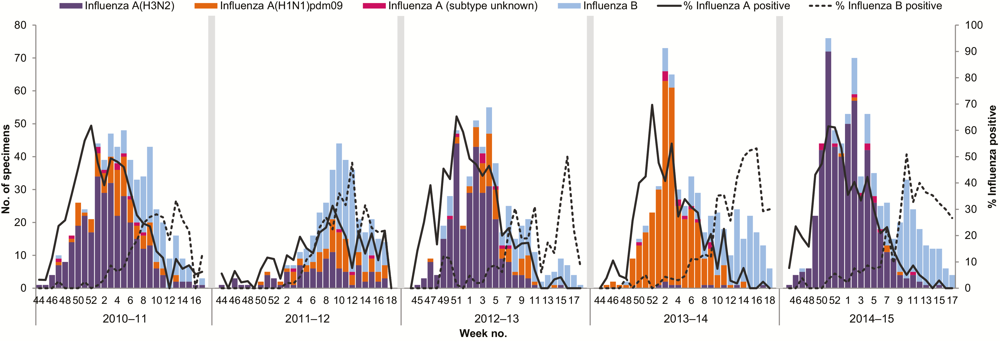 Influenza A(H3N2) Influenza A(H1N1)pdm09 Influenza A (subtype unknown) Influenza B % Influenza A positive % Influenza B positive
80
70
60
50
40
30
20
10
0
No. of specimens
100
90
80
70
60
50
40
30
20
10
0
% Influenza positive
44 46 48 50 52 2 4 6 8 10 12 14 16
44 46 48 50 52 2 4 6 8 10 12 14 16 18
45 47 49 51 1 3 5 7 9 11 13 15 17
44 46 48 50 52 2 4 6 8 10 12 14 16 18
46 48 50 52 1 3 5 7 9 11 13 15 17
2010–11 2011–12 2012–13 2013–14 2014–15
Week no.